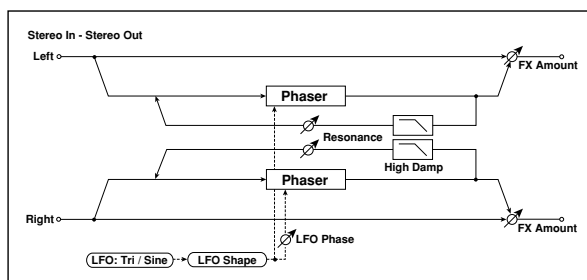 Stereo In - Stereo Out
Left
FX Amount
Phaser
Resonance
High Damp
Phaser
Right
FX Amount
LFO Phase
LFO: Tri / Sine
LFO Shape